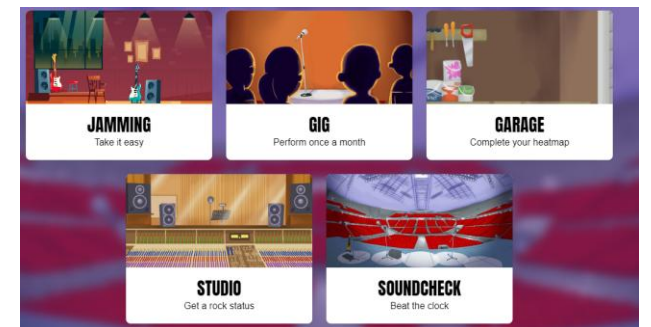 JAMMING
Take it easy
GIG
Perform once a month
GARAGE
Complete your heatmap
STUDIO
Get a rock status
SOUNDCHECK
Beat the clock